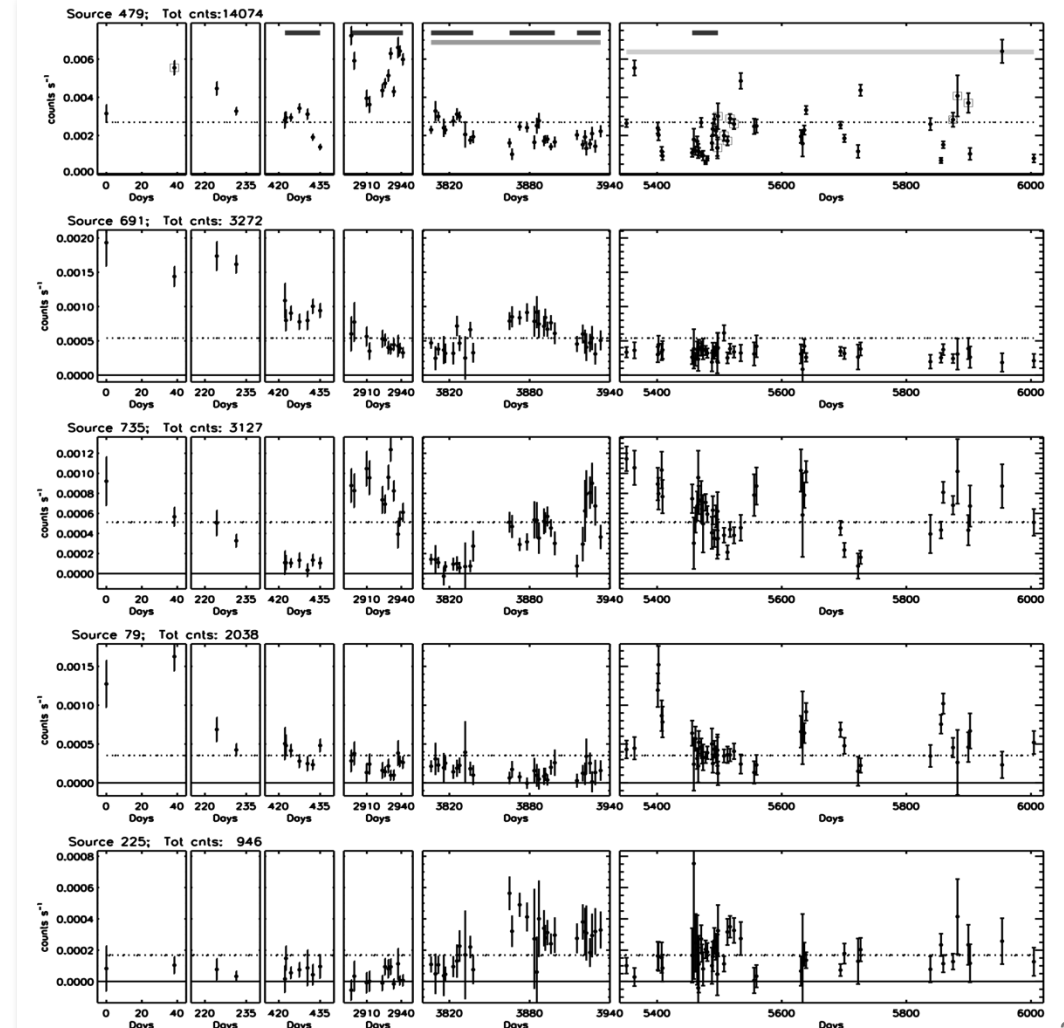 Source 479; Tot cnts:14074
counts s⁻¹
0.006
0.004
0.002
0.000
0 20 40 220 235 420 435 2910 2940 3820 3880 3940 5400 5600 5800 6000
Days Days Days Days Days Days
Source 691; Tot cnts: 3272
counts s⁻¹
0.0020
0.0015
0.0010
0.0005
0.0000
0 20 40 220 235 420 435 2910 2940 3820 3880 3940 5400 5600 5800 6000
Days Days Days Days Days Days
Source 735; Tot cnts: 3127
counts s⁻¹
0.0012
0.0010
0.0008
0.0006
0.0004
0.0002
0.0000
0 20 40 220 235 420 435 2910 2940 3820 3880 3940 5400 5600 5800 6000
Days Days Days Days Days Days
Source 79; Tot cnts: 2038
counts s⁻¹
0.0015
0.0010
0.0005
0.0000
0 20 40 220 235 420 435 2910 2940 3820 3880 3940 5400 5600 5800 6000
Days Days Days Days Days Days
Source 225; Tot cnts: 946
counts s⁻¹
0.0008
0.0006
0.0004
0.0002
0.0000
0 20 40 220 235 420 435 2910 2940 3820 3880 3940 5400 5600 5800 6000
Days Days Days Days Days Days